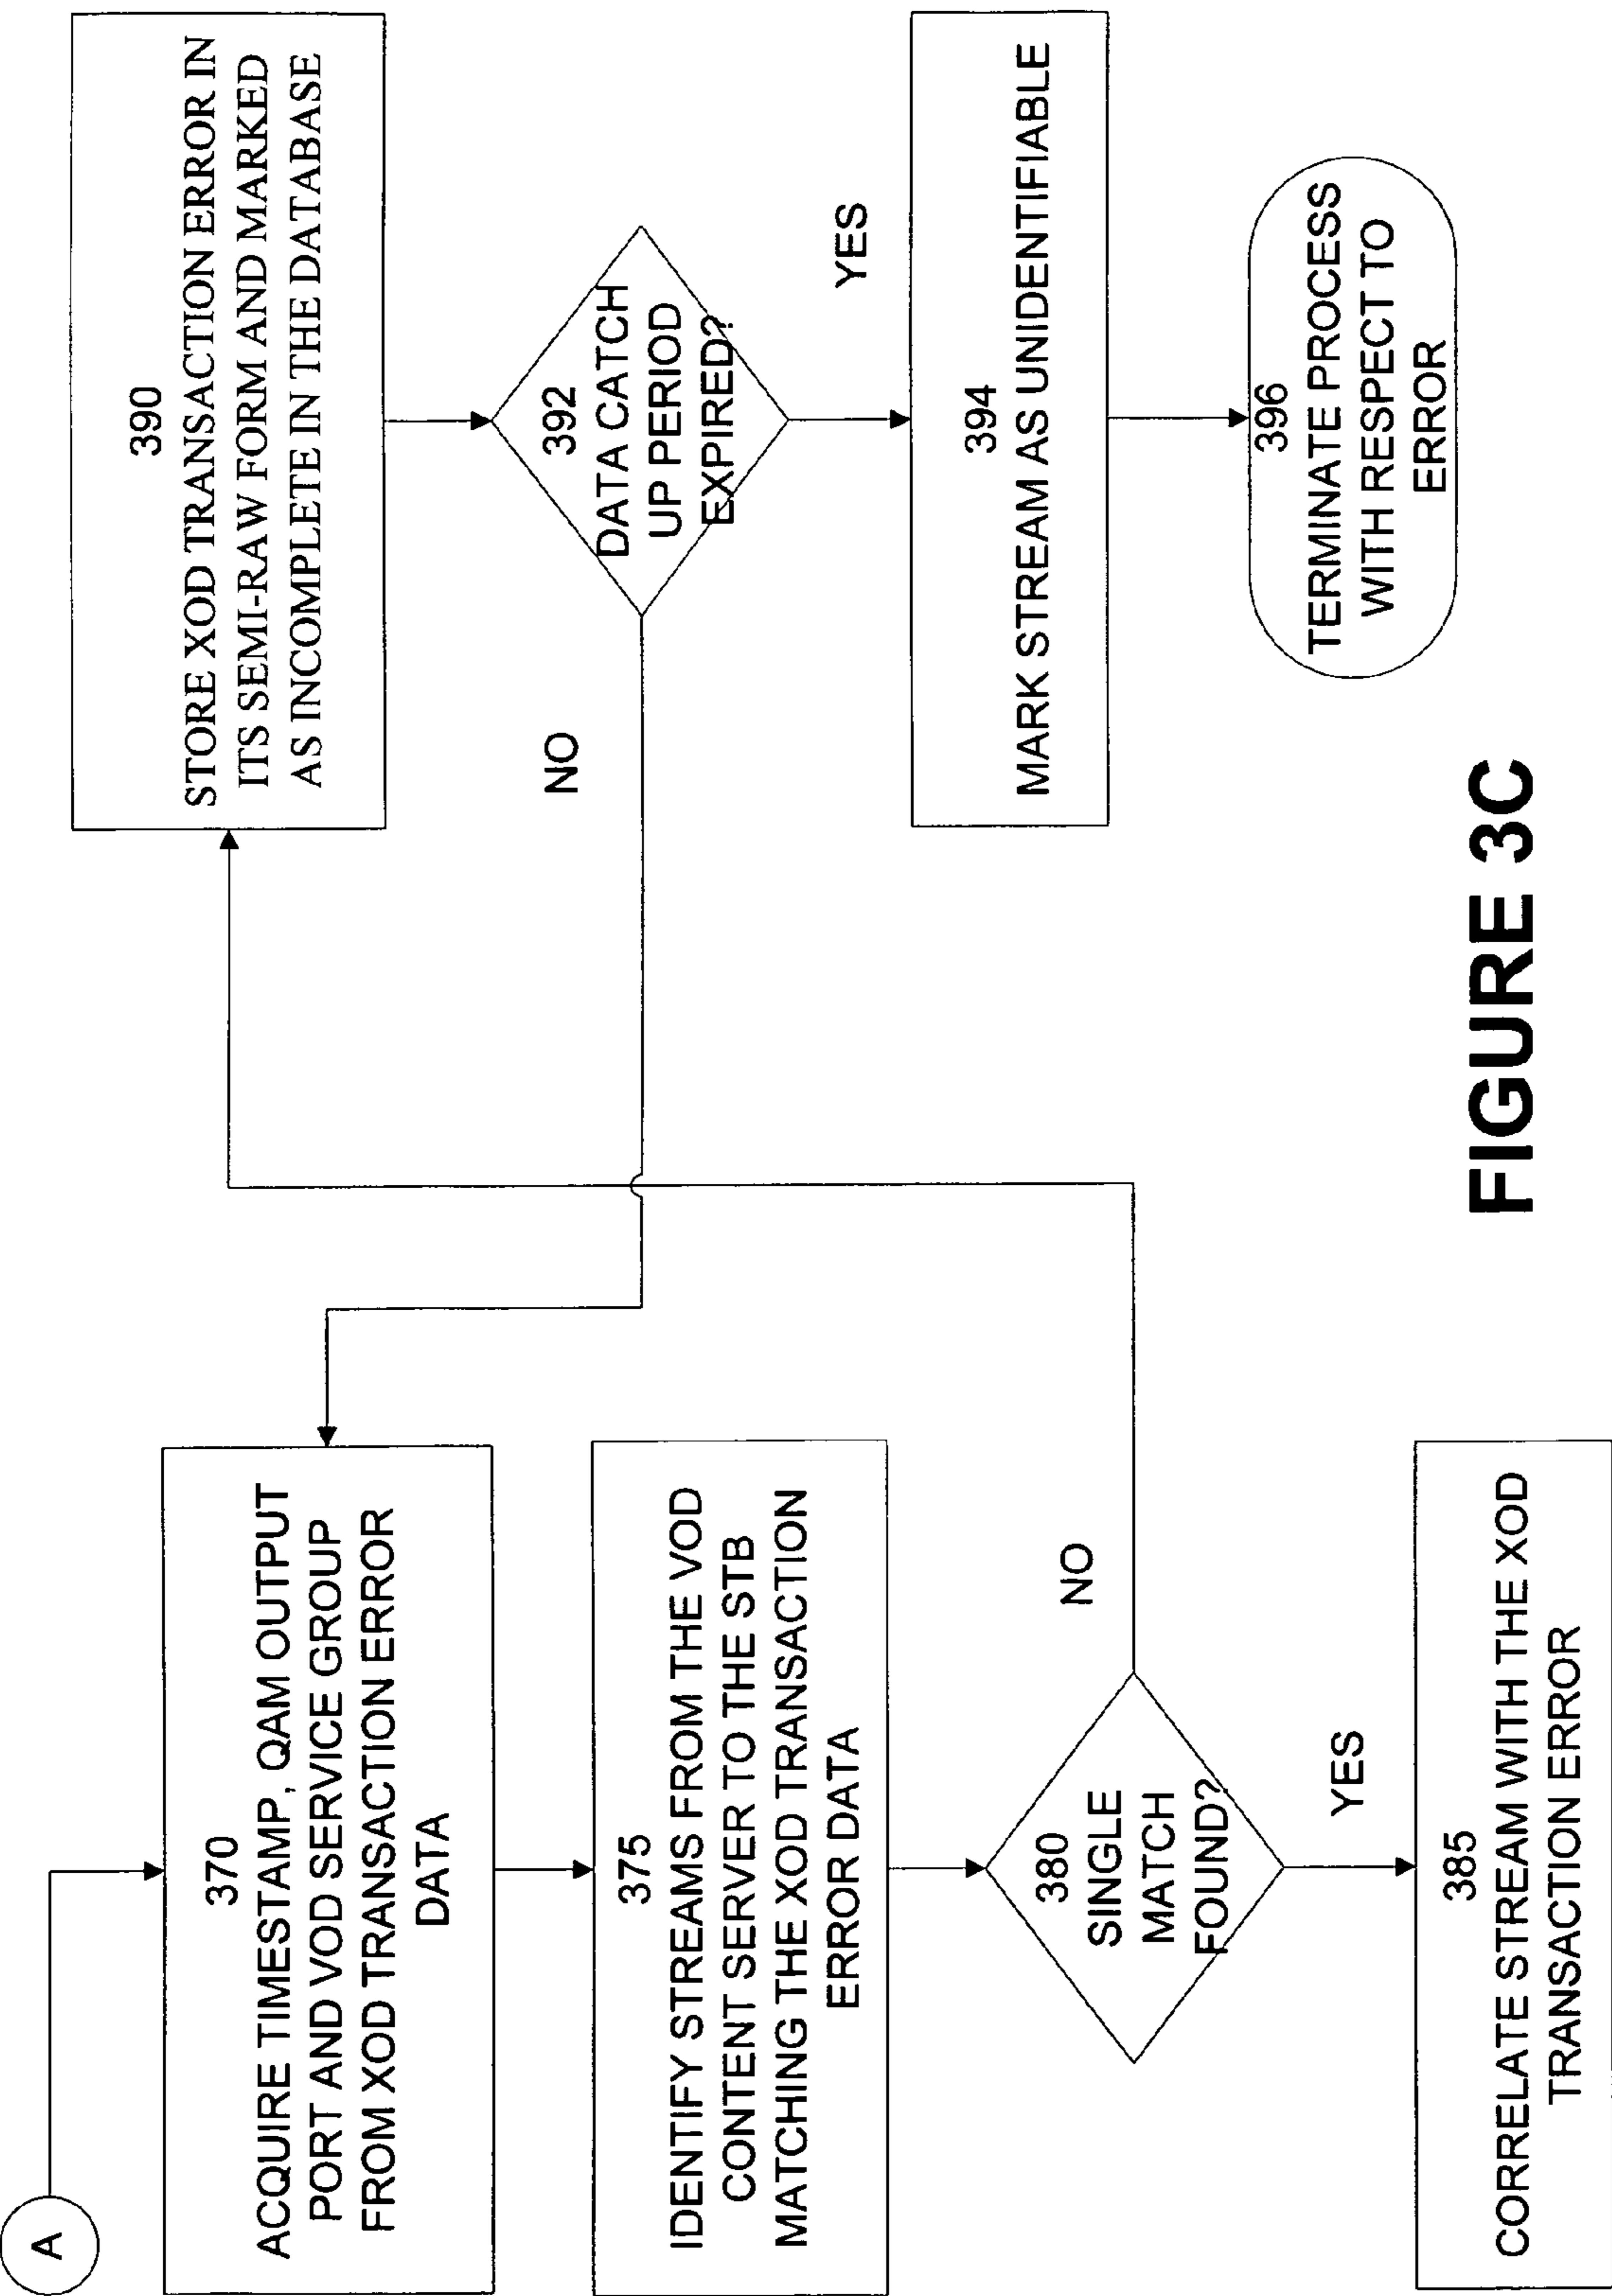 A
370
ACQUIRE TIMESTAMP, QAM OUTPUT
PORT AND VOD SERVICE GROUP
FROM XOD TRANSACTION ERROR
DATA
375
IDENTIFY STREAMS FROM THE VOD
CONTENT SERVER TO THE STB
MATCHING THE XOD TRANSACTION
ERROR DATA
380
SINGLE
MATCH
FOUND?
NO
YES
385
CORRELATE STREAM WITH THE XOD
TRANSACTION ERROR
390
STORE XOD TRANSACTION ERROR IN
ITS SEMI-RAW FORM AND MARKED
AS INCOMPLETE IN THE DATABASE
392
DATA CATCH
UP PERIOD
EXPIRED?
NO
YES
394
MARK STREAM AS UNIDENTIFIABLE
396
TERMINATE PROCESS
WITH RESPECT TO
ERROR
FIGURE 3C